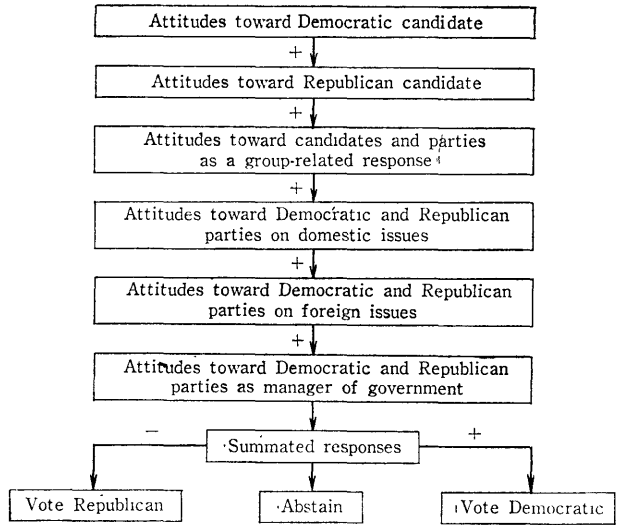 Attitudes toward Democratic candidate
+
Attitudes toward Republican candidate
+
Attitudes toward candidates and parties
as a group-related response
+
Attitudes toward Democratic and Republican
parties on domestic issues
+
Attitudes toward Democratic and Republican
parties on foreign issues
+
Attitudes toward Democratic and Republican
parties as manager of government
− Summated responses +
Vote Republican Abstain Vote Democratic